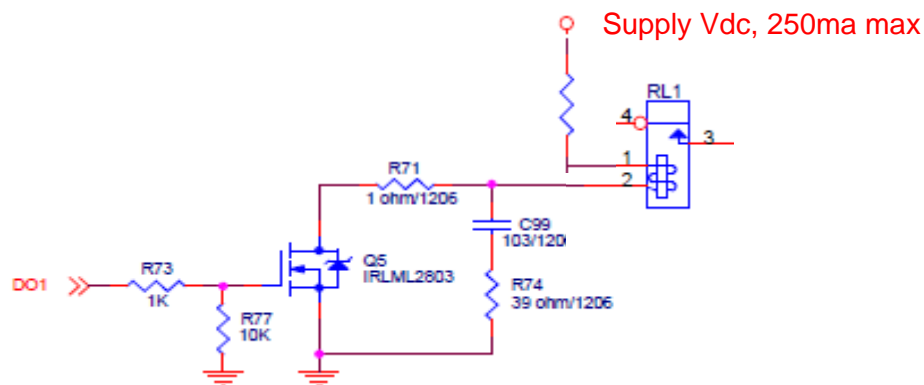 Supply Vdc, 250ma max
RL1
4
3
1
2
R71
1 ohm/1206
C99
103/120
Q5
IRLML2803
R74
39 ohm/1206
DO1
R73
1K
R77
10K